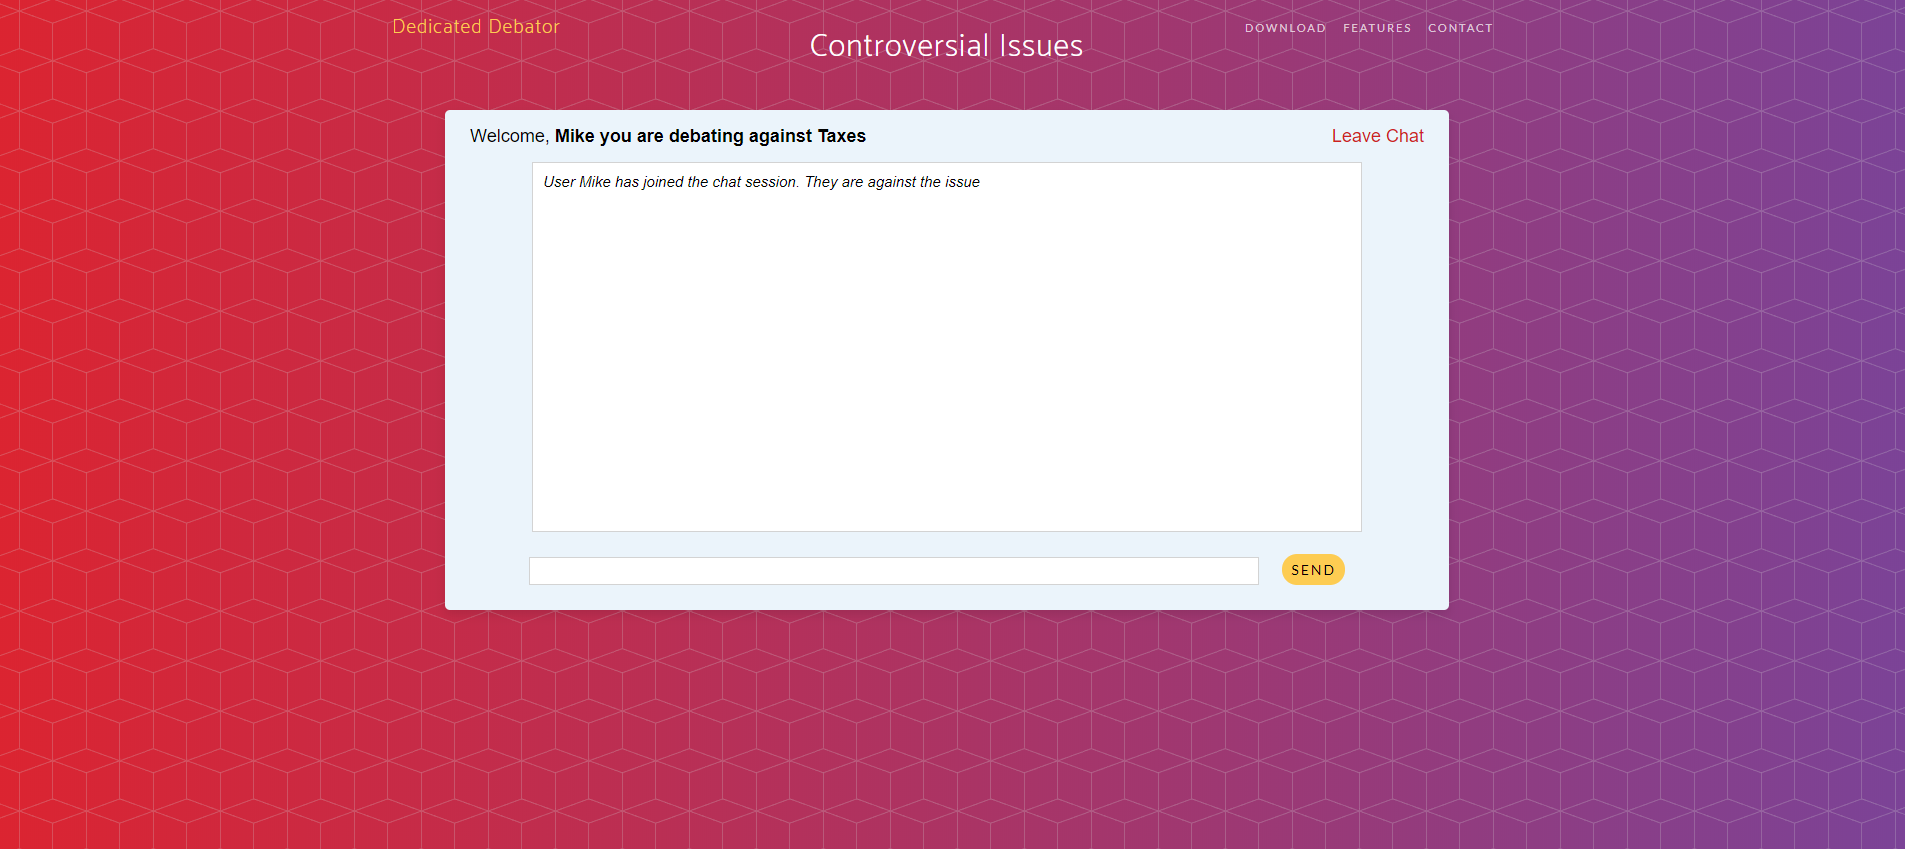 Dedicated Debator
Controversial Issues
DOWNLOAD FEATURES CONTACT
Welcome, Mike you are debating against Taxes
Leave Chat
User Mike has joined the chat session. They are against the issue
SEND